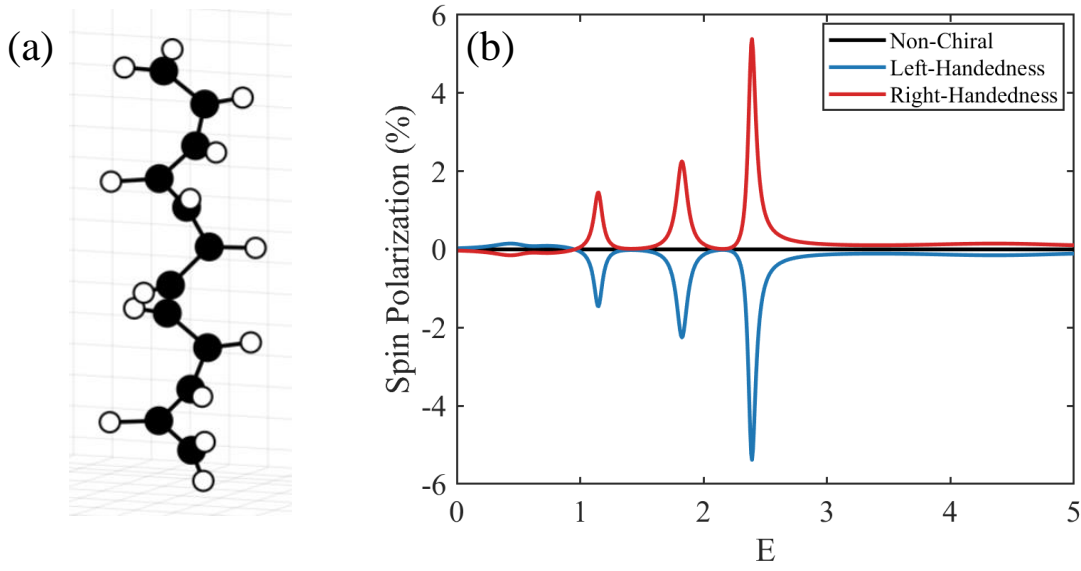 (a)
(b)
Non-Chiral
Left-Handedness
Right-Handedness
Spin Polarization (%)
6
4
2
0
-2
-4
-6
0 1 2 3 4 5
E